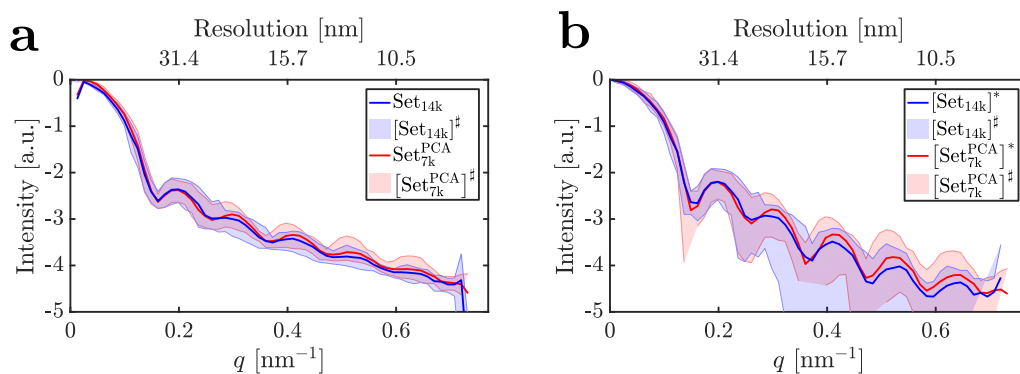 a
Resolution [nm]
31.4 15.7 10.5
0
-1
-2
-3
-4
-5
Intensity [a.u.]
Set₁₄ₖ
[Set₁₄ₖ]♯
Set₇ₖᴾᶜᴬ
[Set₇ₖᴾᶜᴬ]♯
0 0.2 0.4 0.6
q [nm⁻¹]
b
Resolution [nm]
31.4 15.7 10.5
0
-1
-2
-3
-4
-5
Intensity [a.u.]
[Set₁₄ₖ]*
[Set₁₄ₖ]♯
[Set₇ₖᴾᶜᴬ]*
[Set₇ₖᴾᶜᴬ]♯
0 0.2 0.4 0.6
q [nm⁻¹]